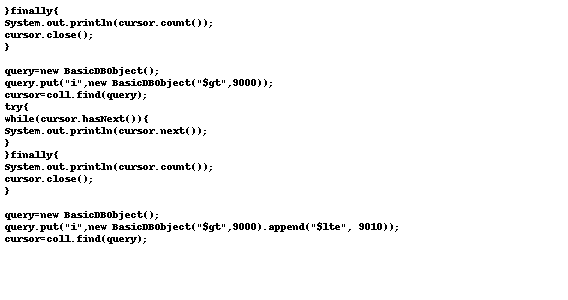 }finally{
System.out.println(cursor.count());
cursor.close();
}
query=new BasicDBObject();
query.put("i",new BasicDBObject("$gt",9000));
cursor=coll.find(query);
try{
while(cursor.hasNext()){
System.out.println(cursor.next());
}
}finally{
System.out.println(cursor.count());
cursor.close();
}
query=new BasicDBObject();
query.put("i",new BasicDBObject("$gt",9000).append("$lte", 9010));
cursor=coll.find(query);